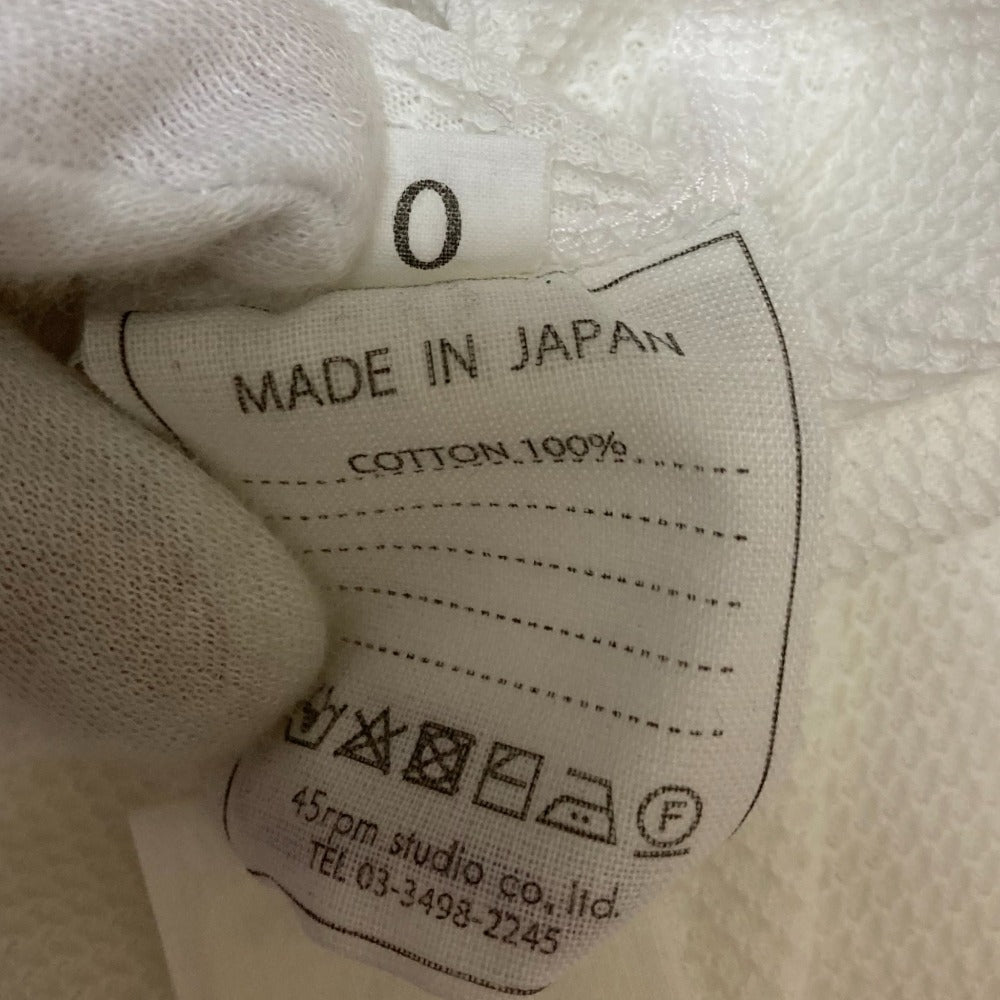 0
MADE IN JAPAN
COTTON 100%
F
45rpm studio co., ltd.
TEL 03-3498-2245